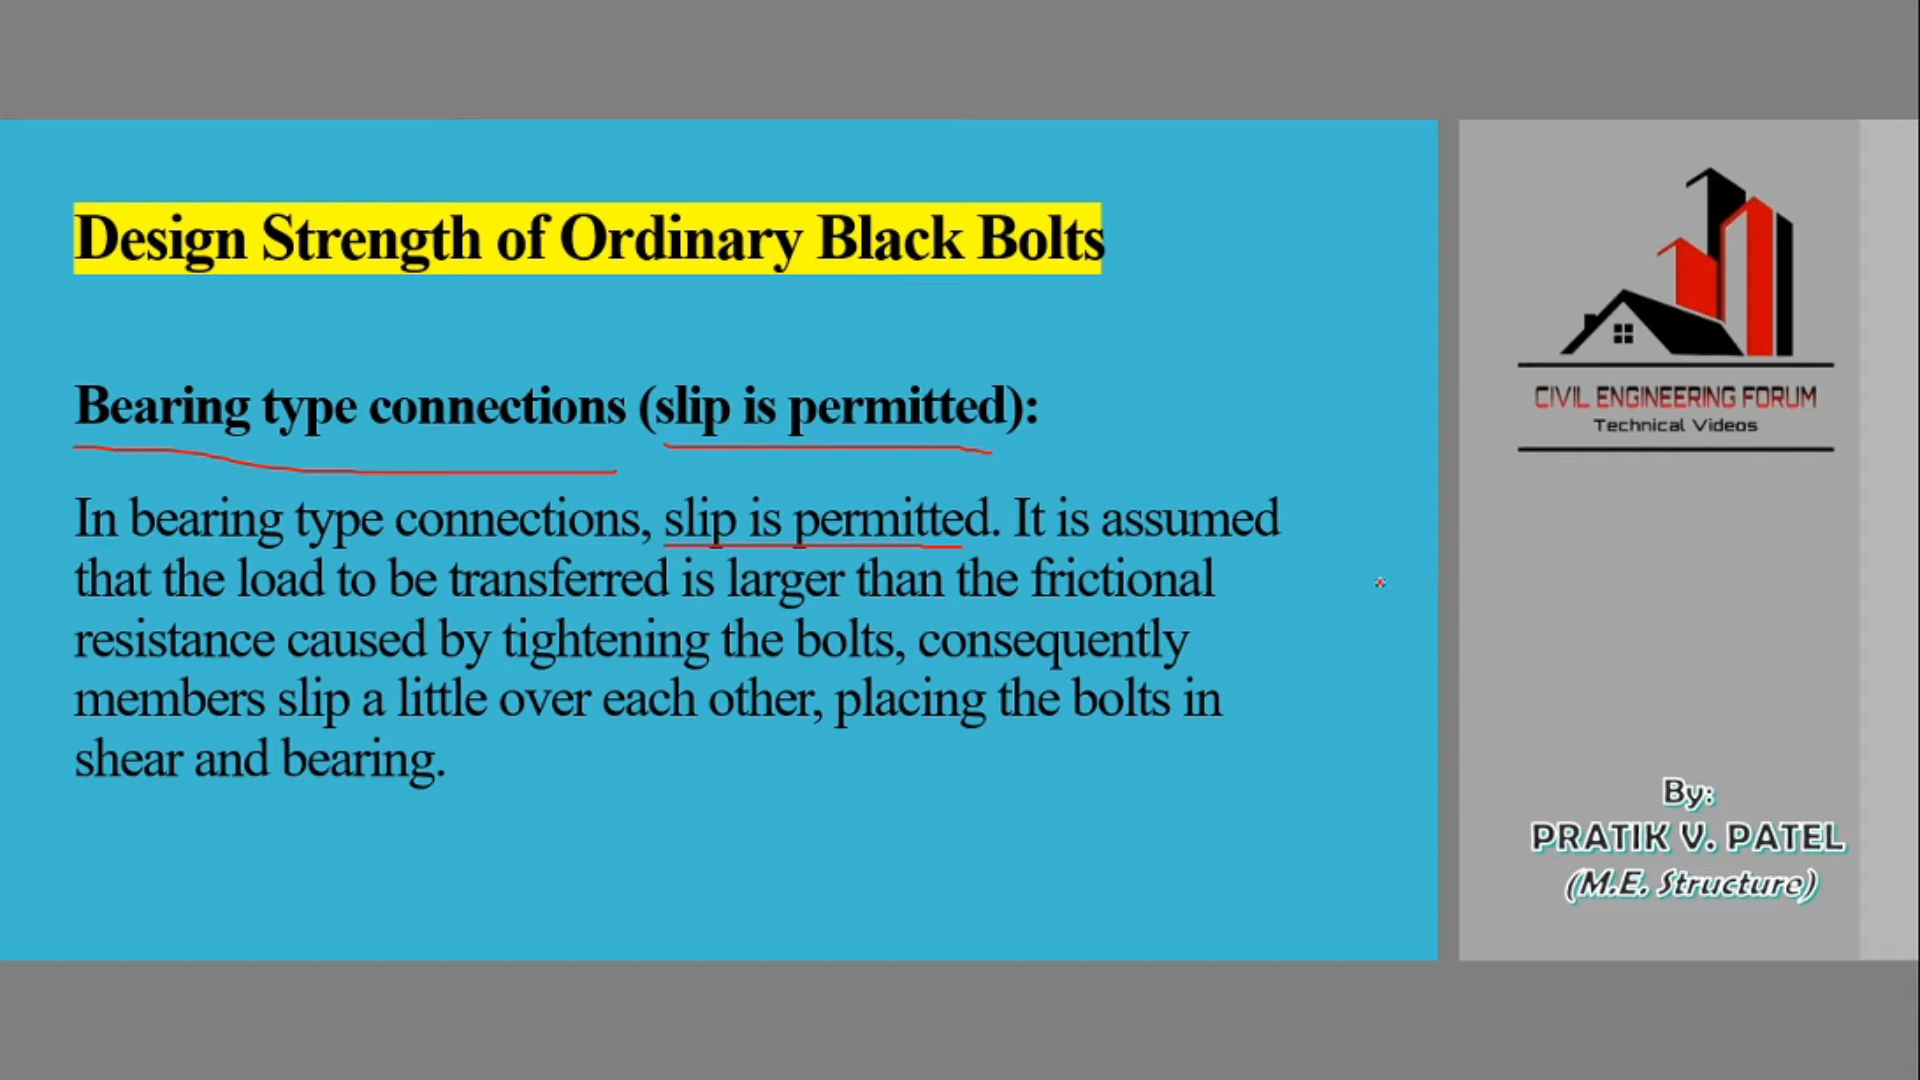 Design Strength of Ordinary Black Bolts
Bearing type connections (slip is permitted):
In bearing type connections, slip is permitted. It is assumed
that the load to be transferred is larger than the frictional
resistance caused by tightening the bolts, consequently
members slip a little over each other, placing the bolts in
shear and bearing.
CIVIL ENGINEERING FORUM
Technical Videos
By:
PRATIK V. PATEL
(M.E. Structure)